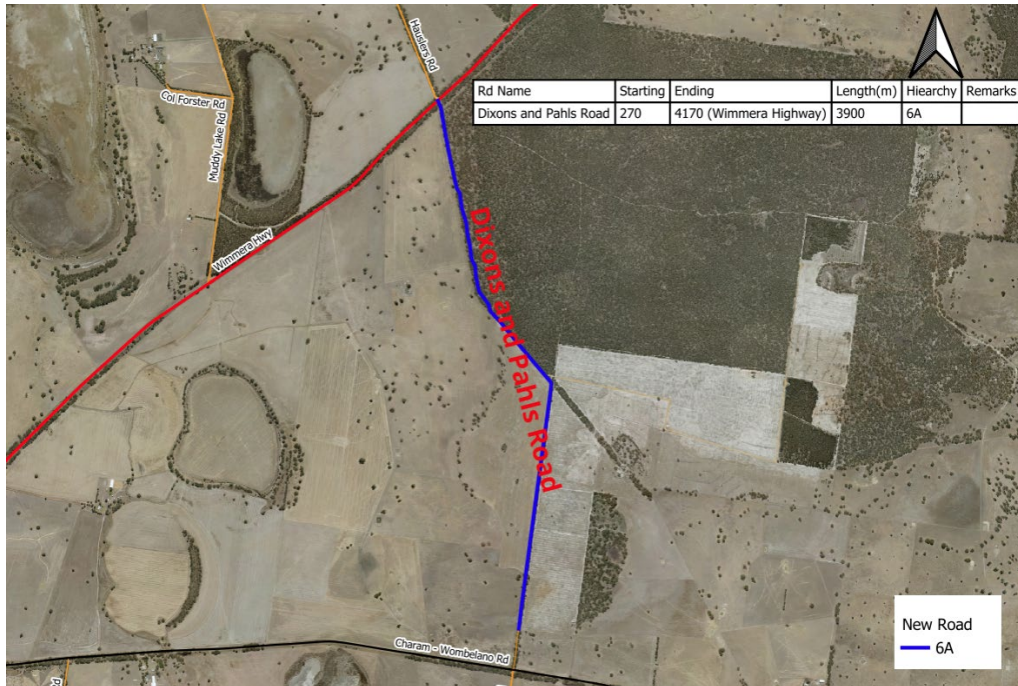 Hauslers Rd
Rd Name Starting Ending Length(m) Hiearchy Remarks
Dixons and Pahls Road 270 4170 (Wimmera Highway) 3900 6A
Col Forster Rd
Muddy Lake Rd
Wimmera Hwy
Dixons and Pahls Road
New Road
6A
Charam - Wombelano Rd
Rd